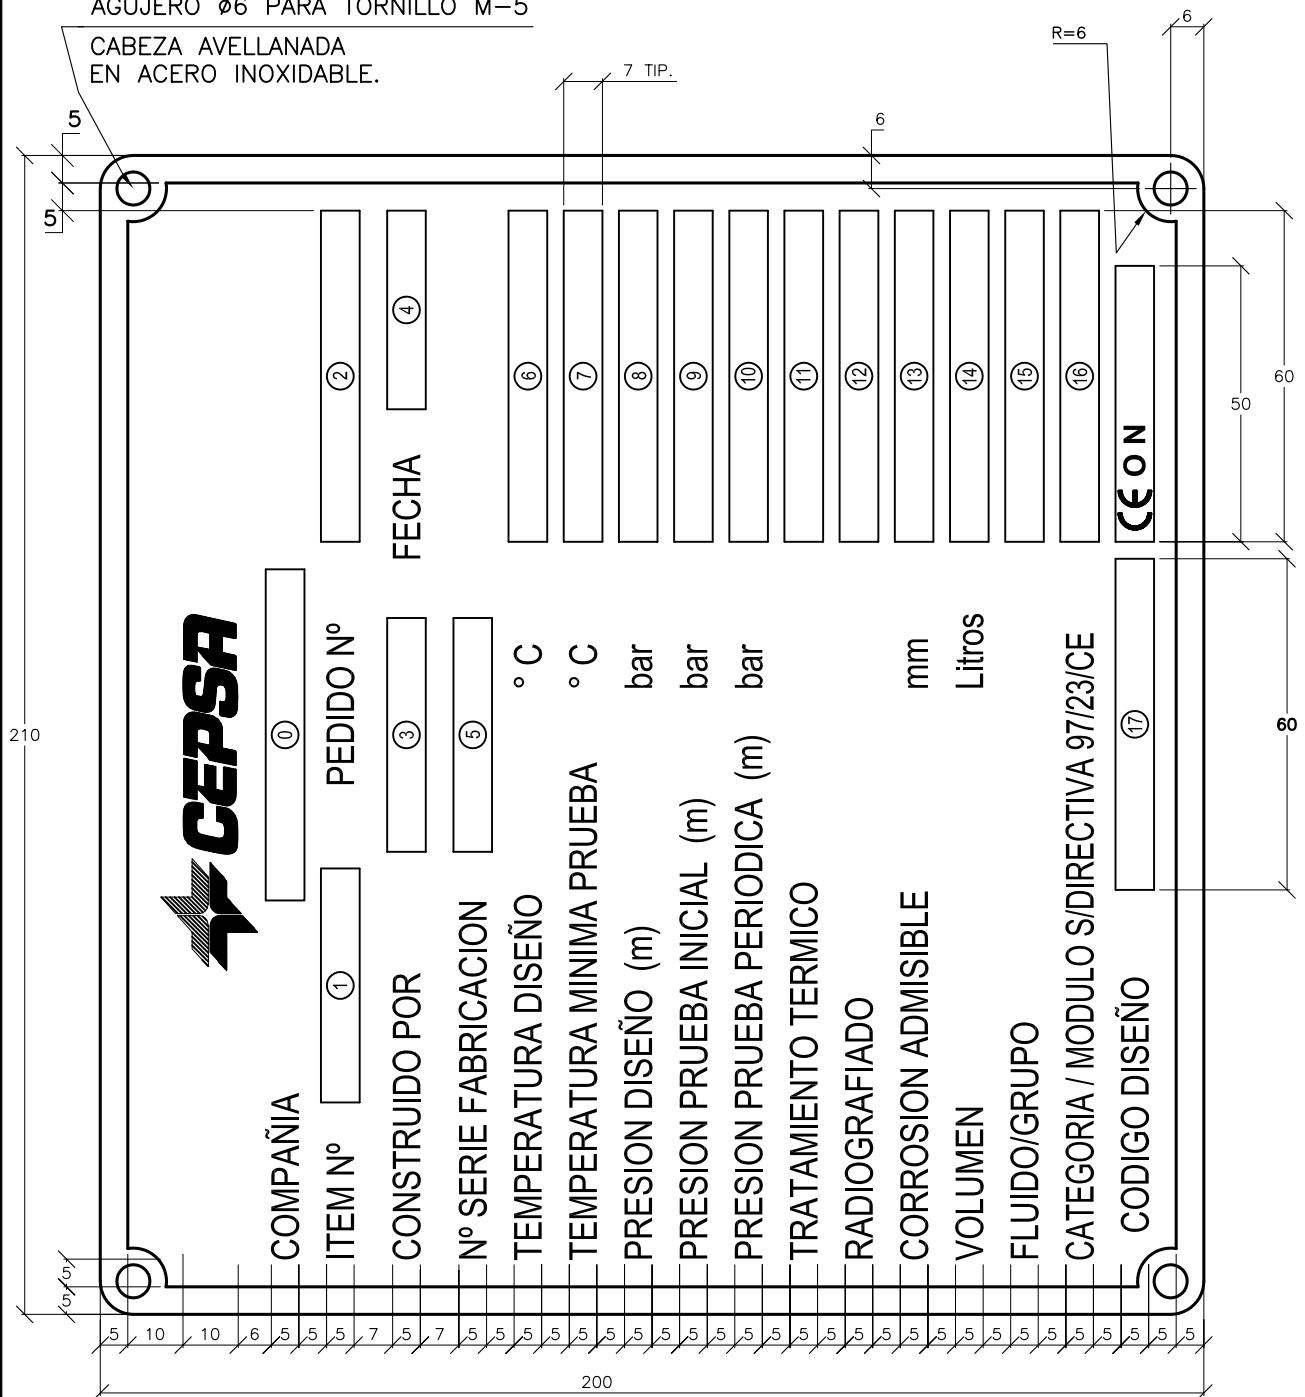 AGUJERO Ø6 PARA TORNILLO M-5
CABEZA AVELLANADA
EN ACERO INOXIDABLE.
7 TIP.
R=6
6
6
5
5
210
CEPSA
COMPAÑIA 0
ITEM Nº 1 PEDIDO Nº 2
CONSTRUIDO POR 3 FECHA 4
Nº SERIE FABRICACION 5
TEMPERATURA DISEÑO ° C 6
TEMPERATURA MINIMA PRUEBA ° C 7
PRESION DISEÑO (m) bar 8
PRESION PRUEBA INICIAL (m) bar 9
PRESION PRUEBA PERIODICA (m) bar 10
TRATAMIENTO TERMICO 11
RADIOGRAFIADO 12
CORROSION ADMISIBLE mm 13
VOLUMEN Litros 14
FLUIDO/GRUPO 15
CATEGORIA / MODULO S/DIRECTIVA 97/23/CE 16
CODIGO DISEÑO 17 CE O N
50
60
60
5
5
5 10 10 6 5 5 5 7 5 7 5 5 5 5 5 5 5 5 5 5 5 5 5 5 5 5 5 5 5 5 5 5 5 5 5 5 5
200